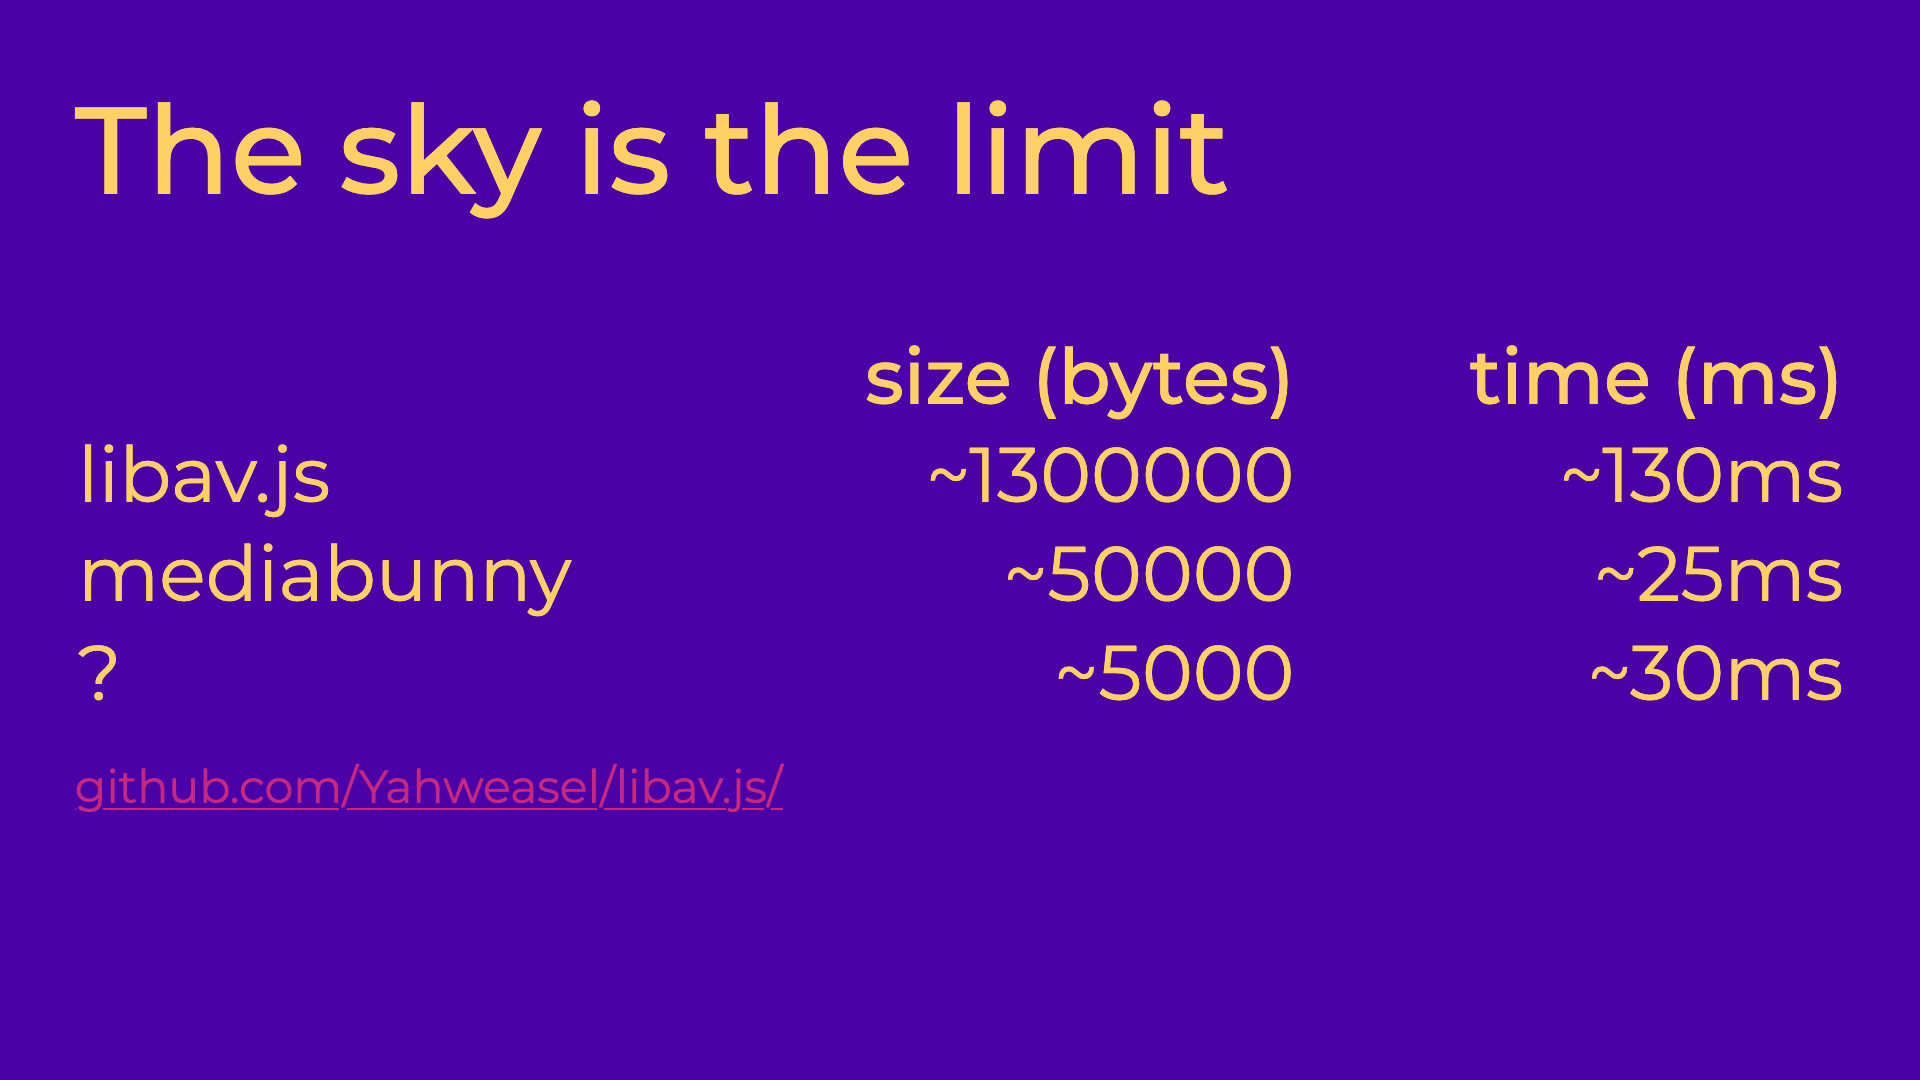 The sky is the limit
size (bytes) time (ms)
libav.js ~1300000 ~130ms
mediabunny ~50000 ~25ms
? ~5000 ~30ms
github.com/Yahweasel/libav.js/